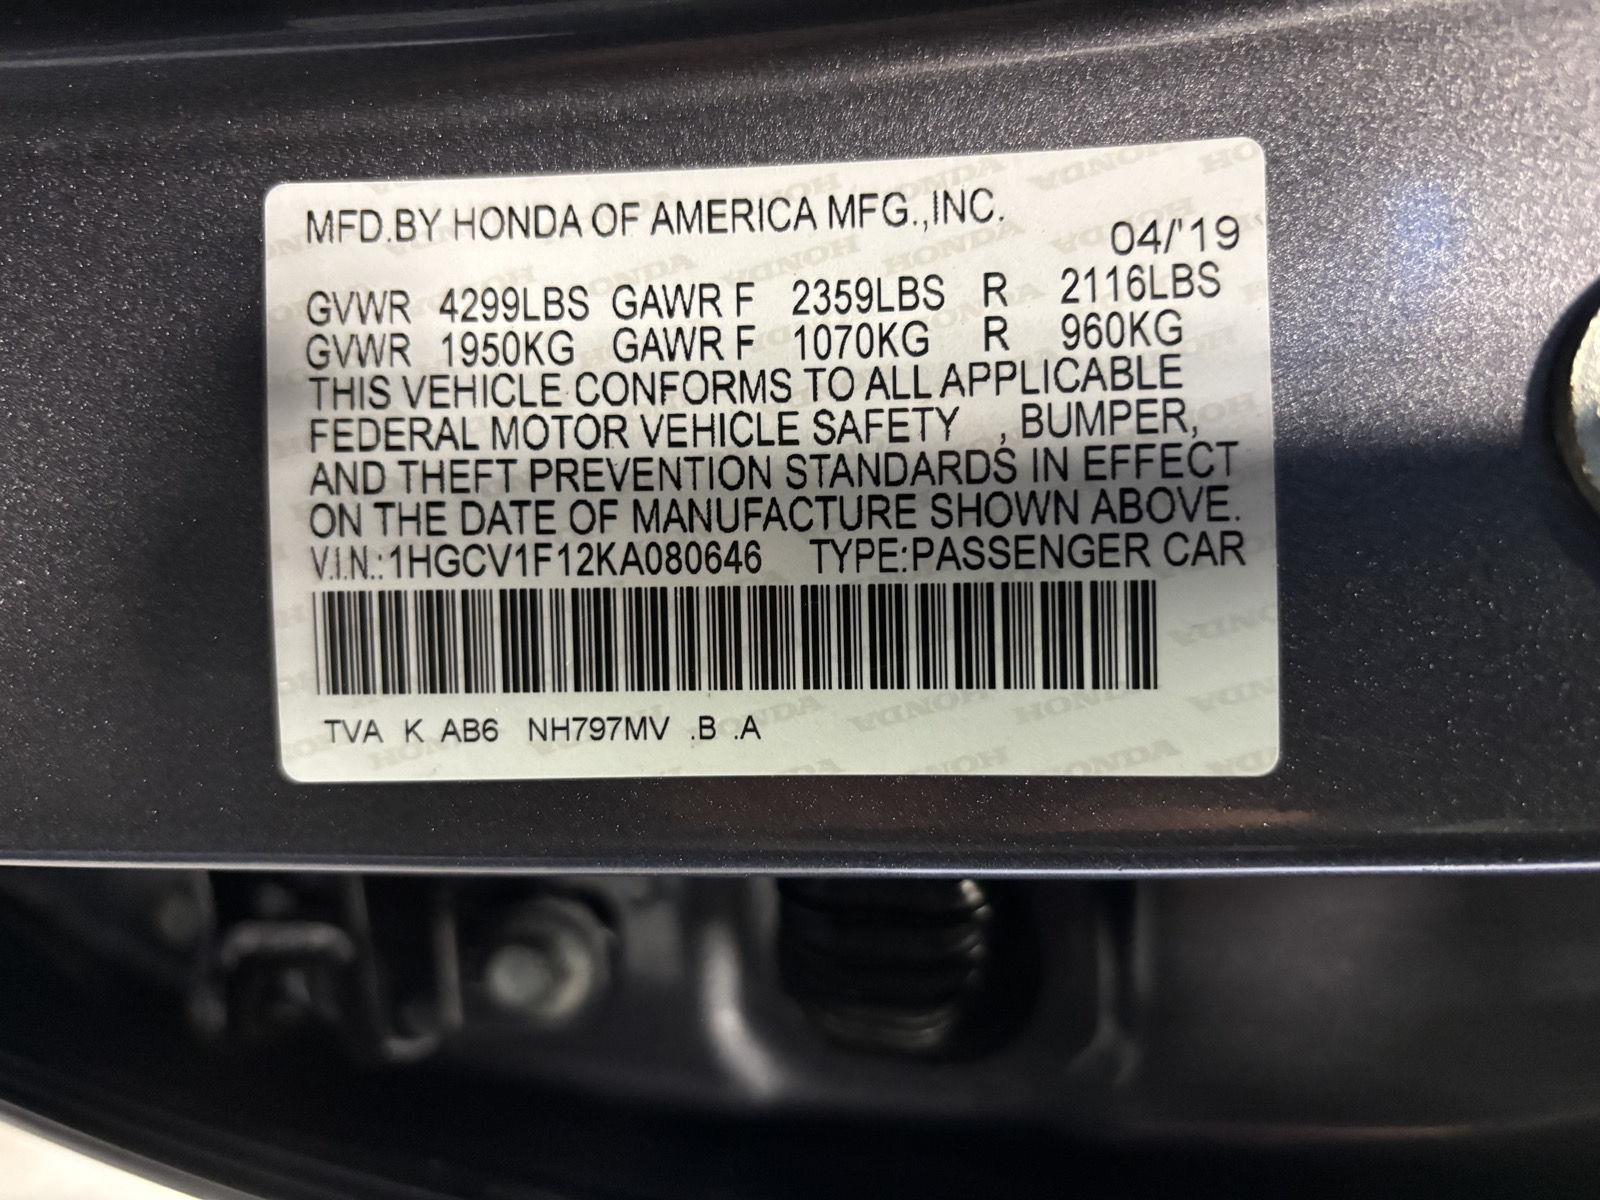 MFD.BY HONDA OF AMERICA MFG.,INC.
04/'19
GVWR 4299LBS GAWR F 2359LBS R 2116LBS
GVWR 1950KG GAWR F 1070KG R 960KG
THIS VEHICLE CONFORMS TO ALL APPLICABLE
FEDERAL MOTOR VEHICLE SAFETY , BUMPER,
AND THEFT PREVENTION STANDARDS IN EFFECT
ON THE DATE OF MANUFACTURE SHOWN ABOVE.
V.I.N.:1HGCV1F12KA080646 TYPE:PASSENGER CAR
TVA K AB6 NH797MV .B .A